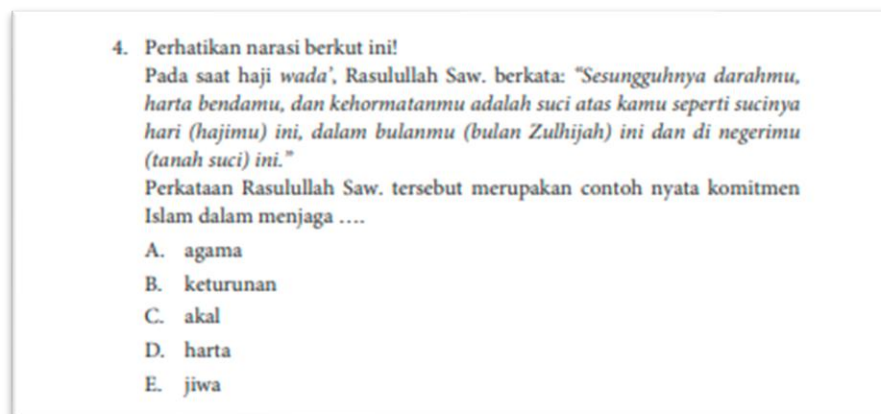 4. Perhatikan narasi berkut ini!
Pada saat haji wada’, Rasulullah Saw. berkata: “Sesungguhnya darahmu,
harta bendamu, dan kehormatanmu adalah suci atas kamu seperti sucinya
hari (hajimu) ini, dalam bulanmu (bulan Zulhijah) ini dan di negerimu
(tanah suci) ini.”
Perkataan Rasulullah Saw. tersebut merupakan contoh nyata komitmen
Islam dalam menjaga ....
A. agama
B. keturunan
C. akal
D. harta
E. jiwa